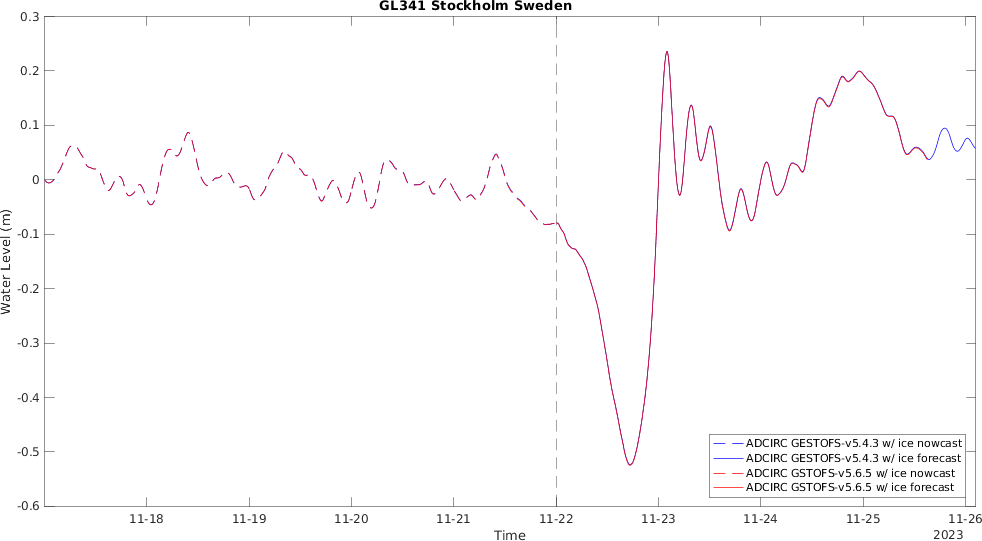 GL341 Stockholm Sweden
0.3
0.2
0.1
0
-0.1
-0.2
-0.3
-0.4
-0.5
-0.6
Water Level (m)
ADCIRC GESTOFS-v5.4.3 w/ ice nowcast
ADCIRC GESTOFS-v5.4.3 w/ ice forecast
ADCIRC GSTOFS-v5.6.5 w/ ice nowcast
ADCIRC GSTOFS-v5.6.5 w/ ice forecast
11-18 11-19 11-20 11-21 11-22 11-23 11-24 11-25 11-26
Time
2023